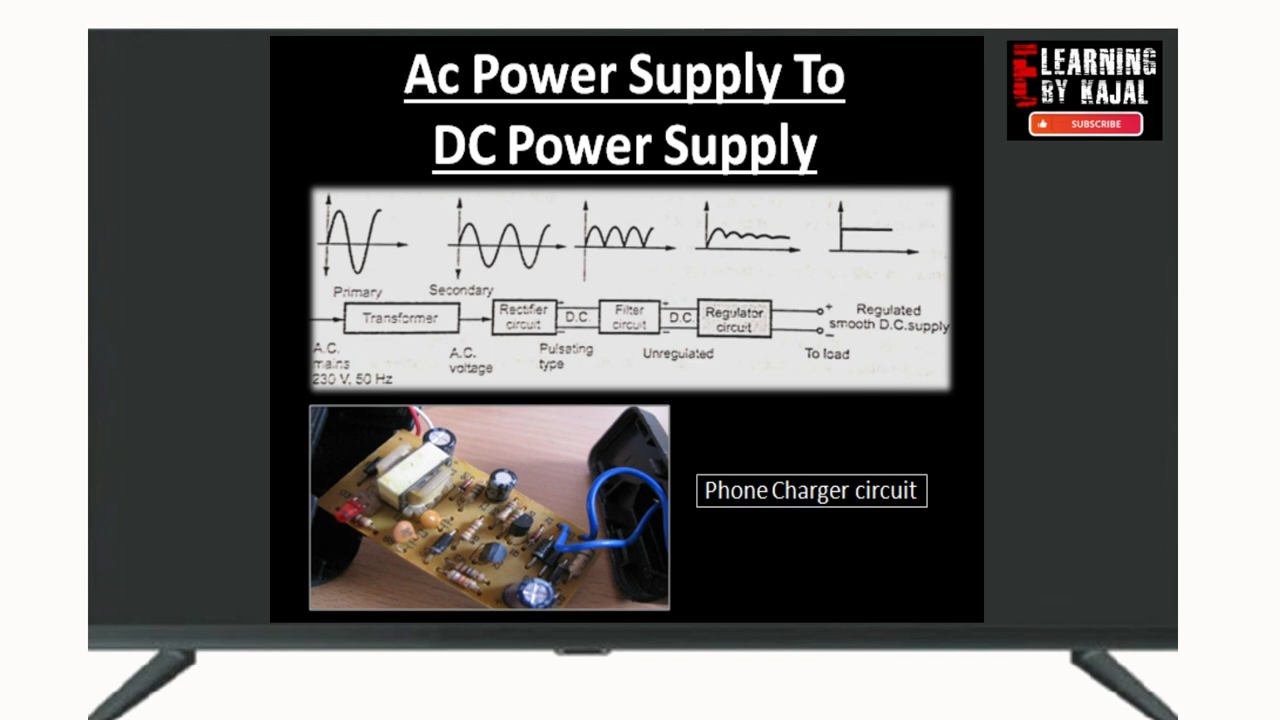 Ac Power Supply To
DC Power Supply
LEARNING
BY KAJAL
SUBSCRIBE
Primary
Secondary
Transformer
Rectifier
circuit
D.C.
Filter
circuit
D.C
Regulator
circuit
+
−
Regulated
smooth D.C.supply
A.C.
mains
230 V, 50 Hz
A.C.
voltage
Pulsating
type
Unregulated
To load
Phone Charger circuit